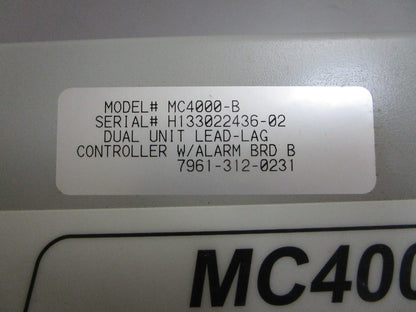 MODEL# MC4000-B
SERIAL# H133022436-02
DUAL UNIT LEAD-LAG
CONTROLLER W/ALARM BRD B
7961-312-0231
MC400